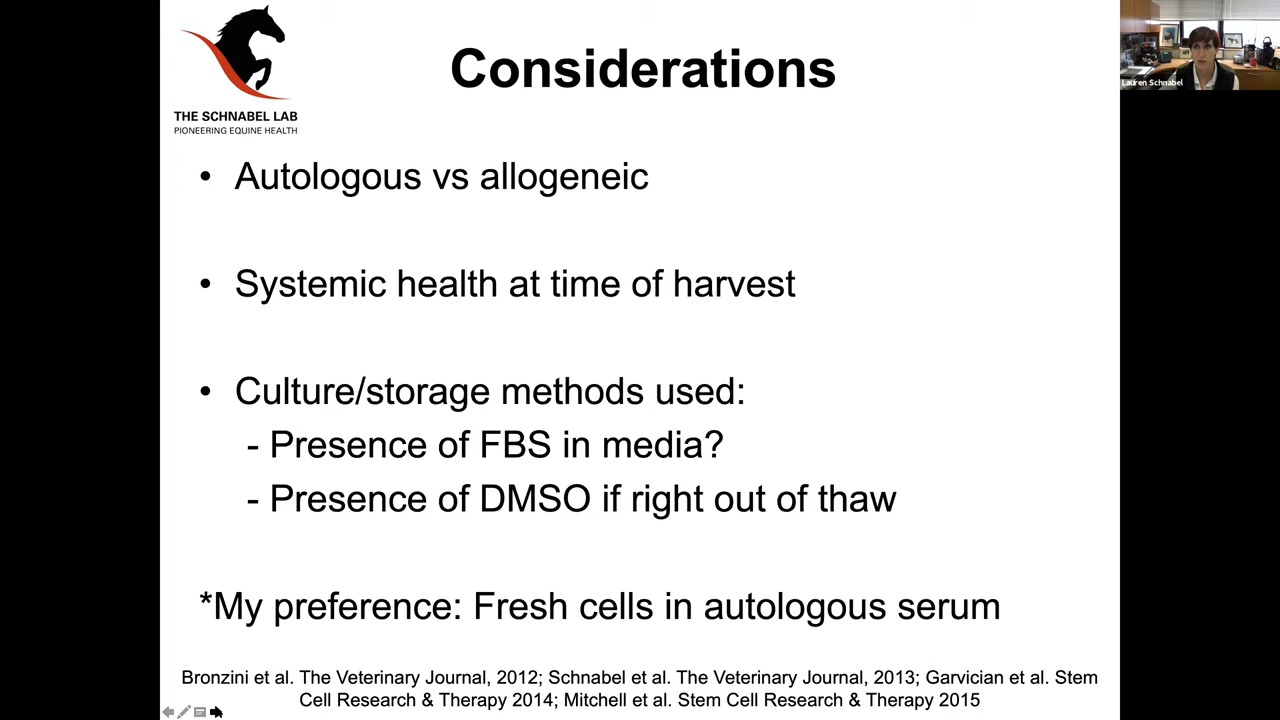 THE SCHNABEL LAB
PIONEERING EQUINE HEALTH
Considerations
Lauren Schnabel
• Autologous vs allogeneic
• Systemic health at time of harvest
• Culture/storage methods used:
- Presence of FBS in media?
- Presence of DMSO if right out of thaw
*My preference: Fresh cells in autologous serum
Bronzini et al. The Veterinary Journal, 2012; Schnabel et al. The Veterinary Journal, 2013; Garvician et al. Stem
Cell Research & Therapy 2014; Mitchell et al. Stem Cell Research & Therapy 2015